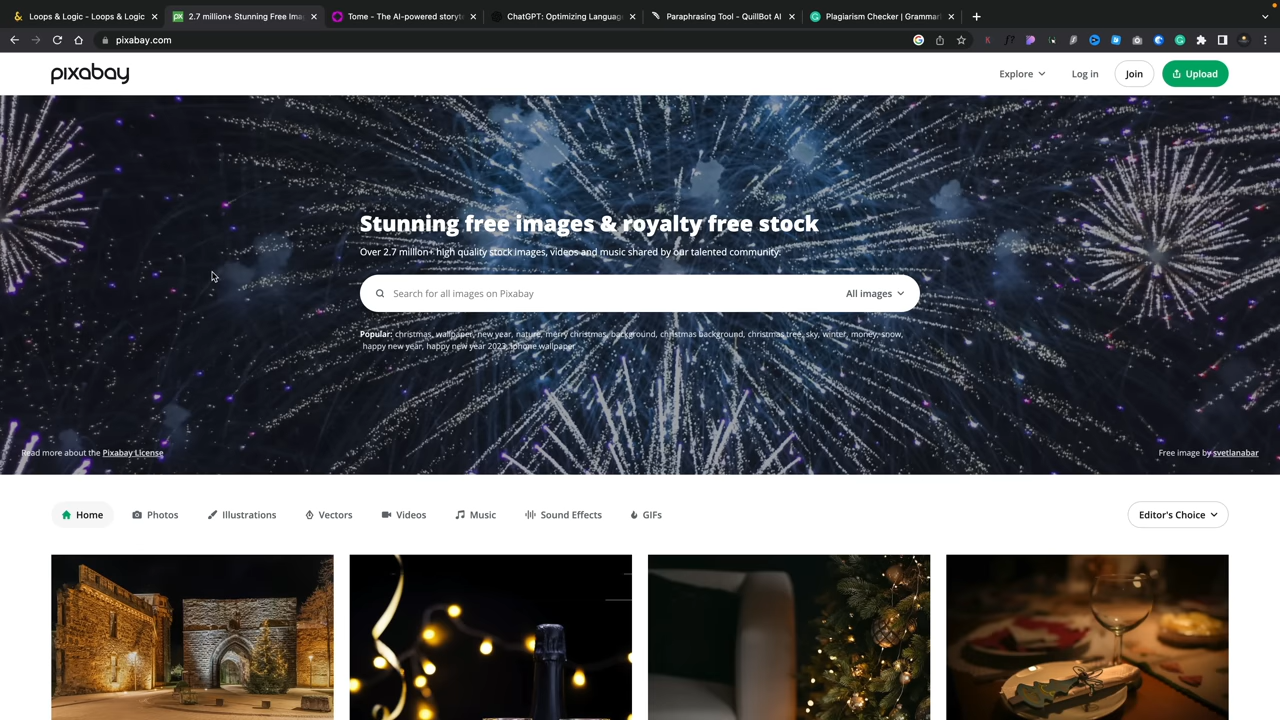 Loops & Logic - Loops & Logic
2.7 million+ Stunning Free Ima
Tome - The AI-powered storyte
ChatGPT: Optimizing Languag
Paraphrasing Tool - QuillBot AI
Plagiarism Checker | Grammarl
pixabay.com
pixabay
Explore
Log in
Join
Upload
Stunning free images & royalty free stock
Over 2.7 million+ high quality stock images, videos and music shared by our talented community.
Search for all images on Pixabay
All images
Popular: christmas, wallpaper, new year, nature, merry christmas, background, christmas background, christmas tree, sky, winter, money, snow,
happy new year, happy new year 2023, iphone wallpaper
Read more about the Pixabay License
Free image by svetlanabar
Home
Photos
Illustrations
Vectors
Videos
Music
Sound Effects
GIFs
Editor's Choice